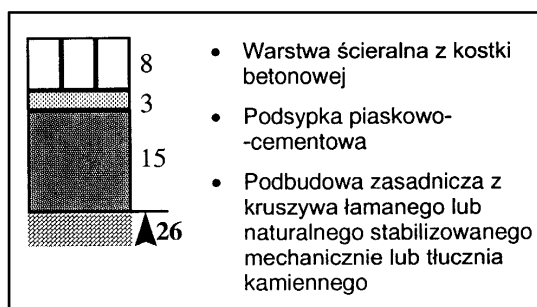 8
3
15
26
• Warstwa ścieralna z kostki
betonowej
• Podsypka piaskowo-
-cementowa
• Podbudowa zasadnicza z
kruszywa łamanego lub
naturalnego stabilizowanego
mechanicznie lub tłucznia
kamiennego